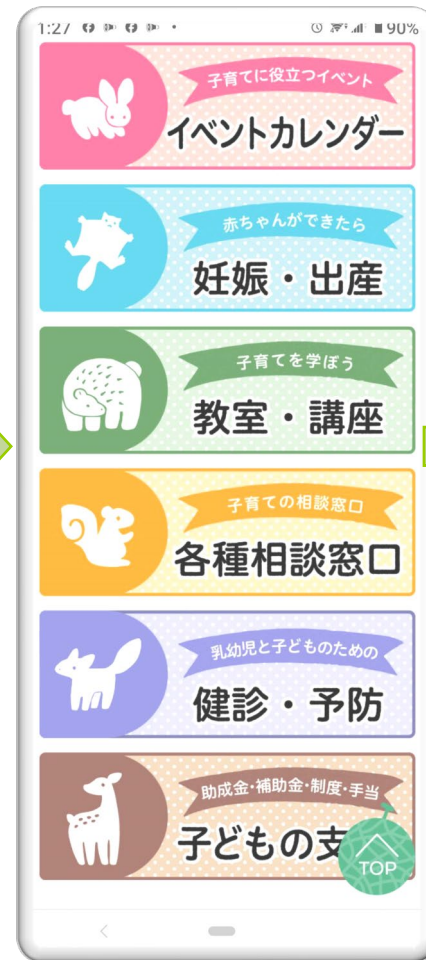 1:27
90%
子育てに役立つイベント
イベントカレンダー
赤ちゃんができたら
妊娠・出産
子育てを学ぼう
教室・講座
子育ての相談窓口
各種相談窓口
乳幼児と子どものための
健診・予防
助成金・補助金・制度・手当
子どもの支
TOP